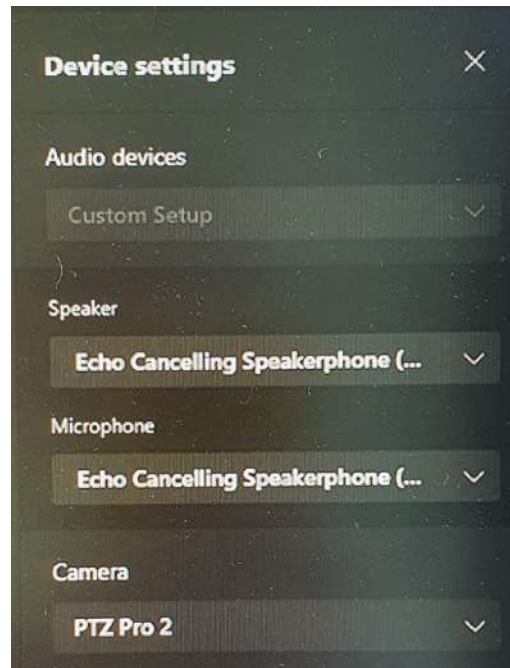 Device settings
Audio devices
Custom Setup
Speaker
Echo Cancelling Speakerphone (...
Microphone
Echo Cancelling Speakerphone (...
Camera
PTZ Pro 2